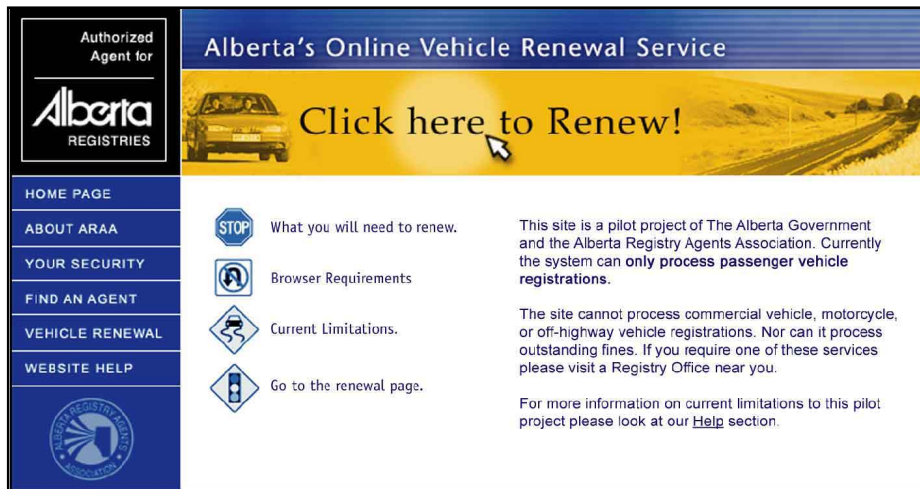 Authorized
Agent for
Alberta
REGISTRIES
Alberta's Online Vehicle Renewal Service
Click here to Renew!
HOME PAGE
ABOUT ARAA
YOUR SECURITY
FIND AN AGENT
VEHICLE RENEWAL
WEBSITE HELP
ALBERTA REGISTRY AGENTS
ASSOCIATION
STOP
What you will need to renew.
Browser Requirements
Current Limitations.
Go to the renewal page.
This site is a pilot project of The Alberta Government
and the Alberta Registry Agents Association. Currently
the system can only process passenger vehicle
registrations.
The site cannot process commercial vehicle, motorcycle,
or off-highway vehicle registrations. Nor can it process
outstanding fines. If you require one of these services
please visit a Registry Office near you.
For more information on current limitations to this pilot
project please look at our Help section.